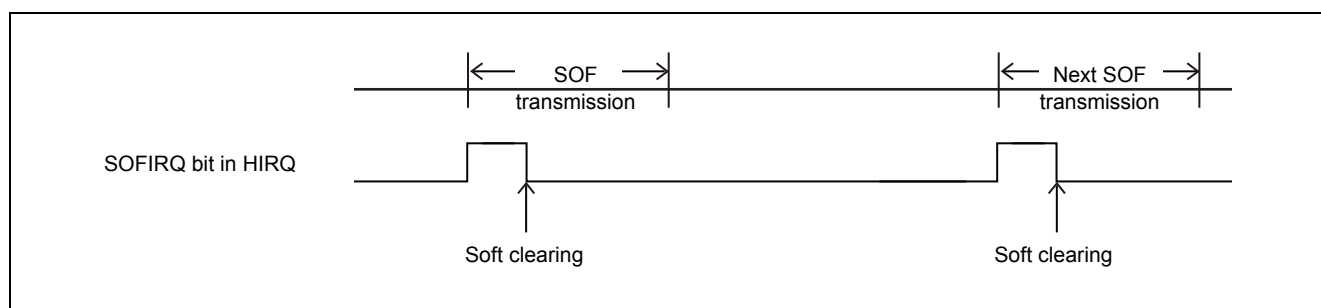 SOF
transmission
Next SOF
transmission
SOFIRQ bit in HIRQ
Soft clearing
Soft clearing